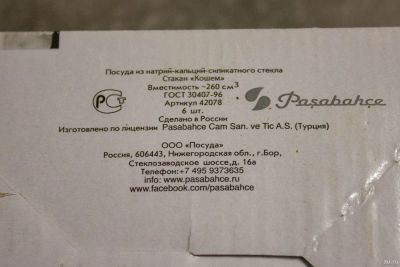 Посуда из натрий-кальций-силикатного стекла
Стакан «Кошем»
Вместимость ~260 см³
ГОСТ 30407-96
Артикул 42078
6 шт.
Сделано в России
Изготовлено по лицензии Pasabahce Cam San. ve Tic A.S. (Турция)
РСТ
Paşabahçe
ООО «Посуда»
Россия, 606443, Нижегородская обл., г.Бор,
Стеклозаводское шоссе,д. 16а
Телефон:+7 495 9373635
info: www.pasabahce.ru
www.facebook.com/pasabahce